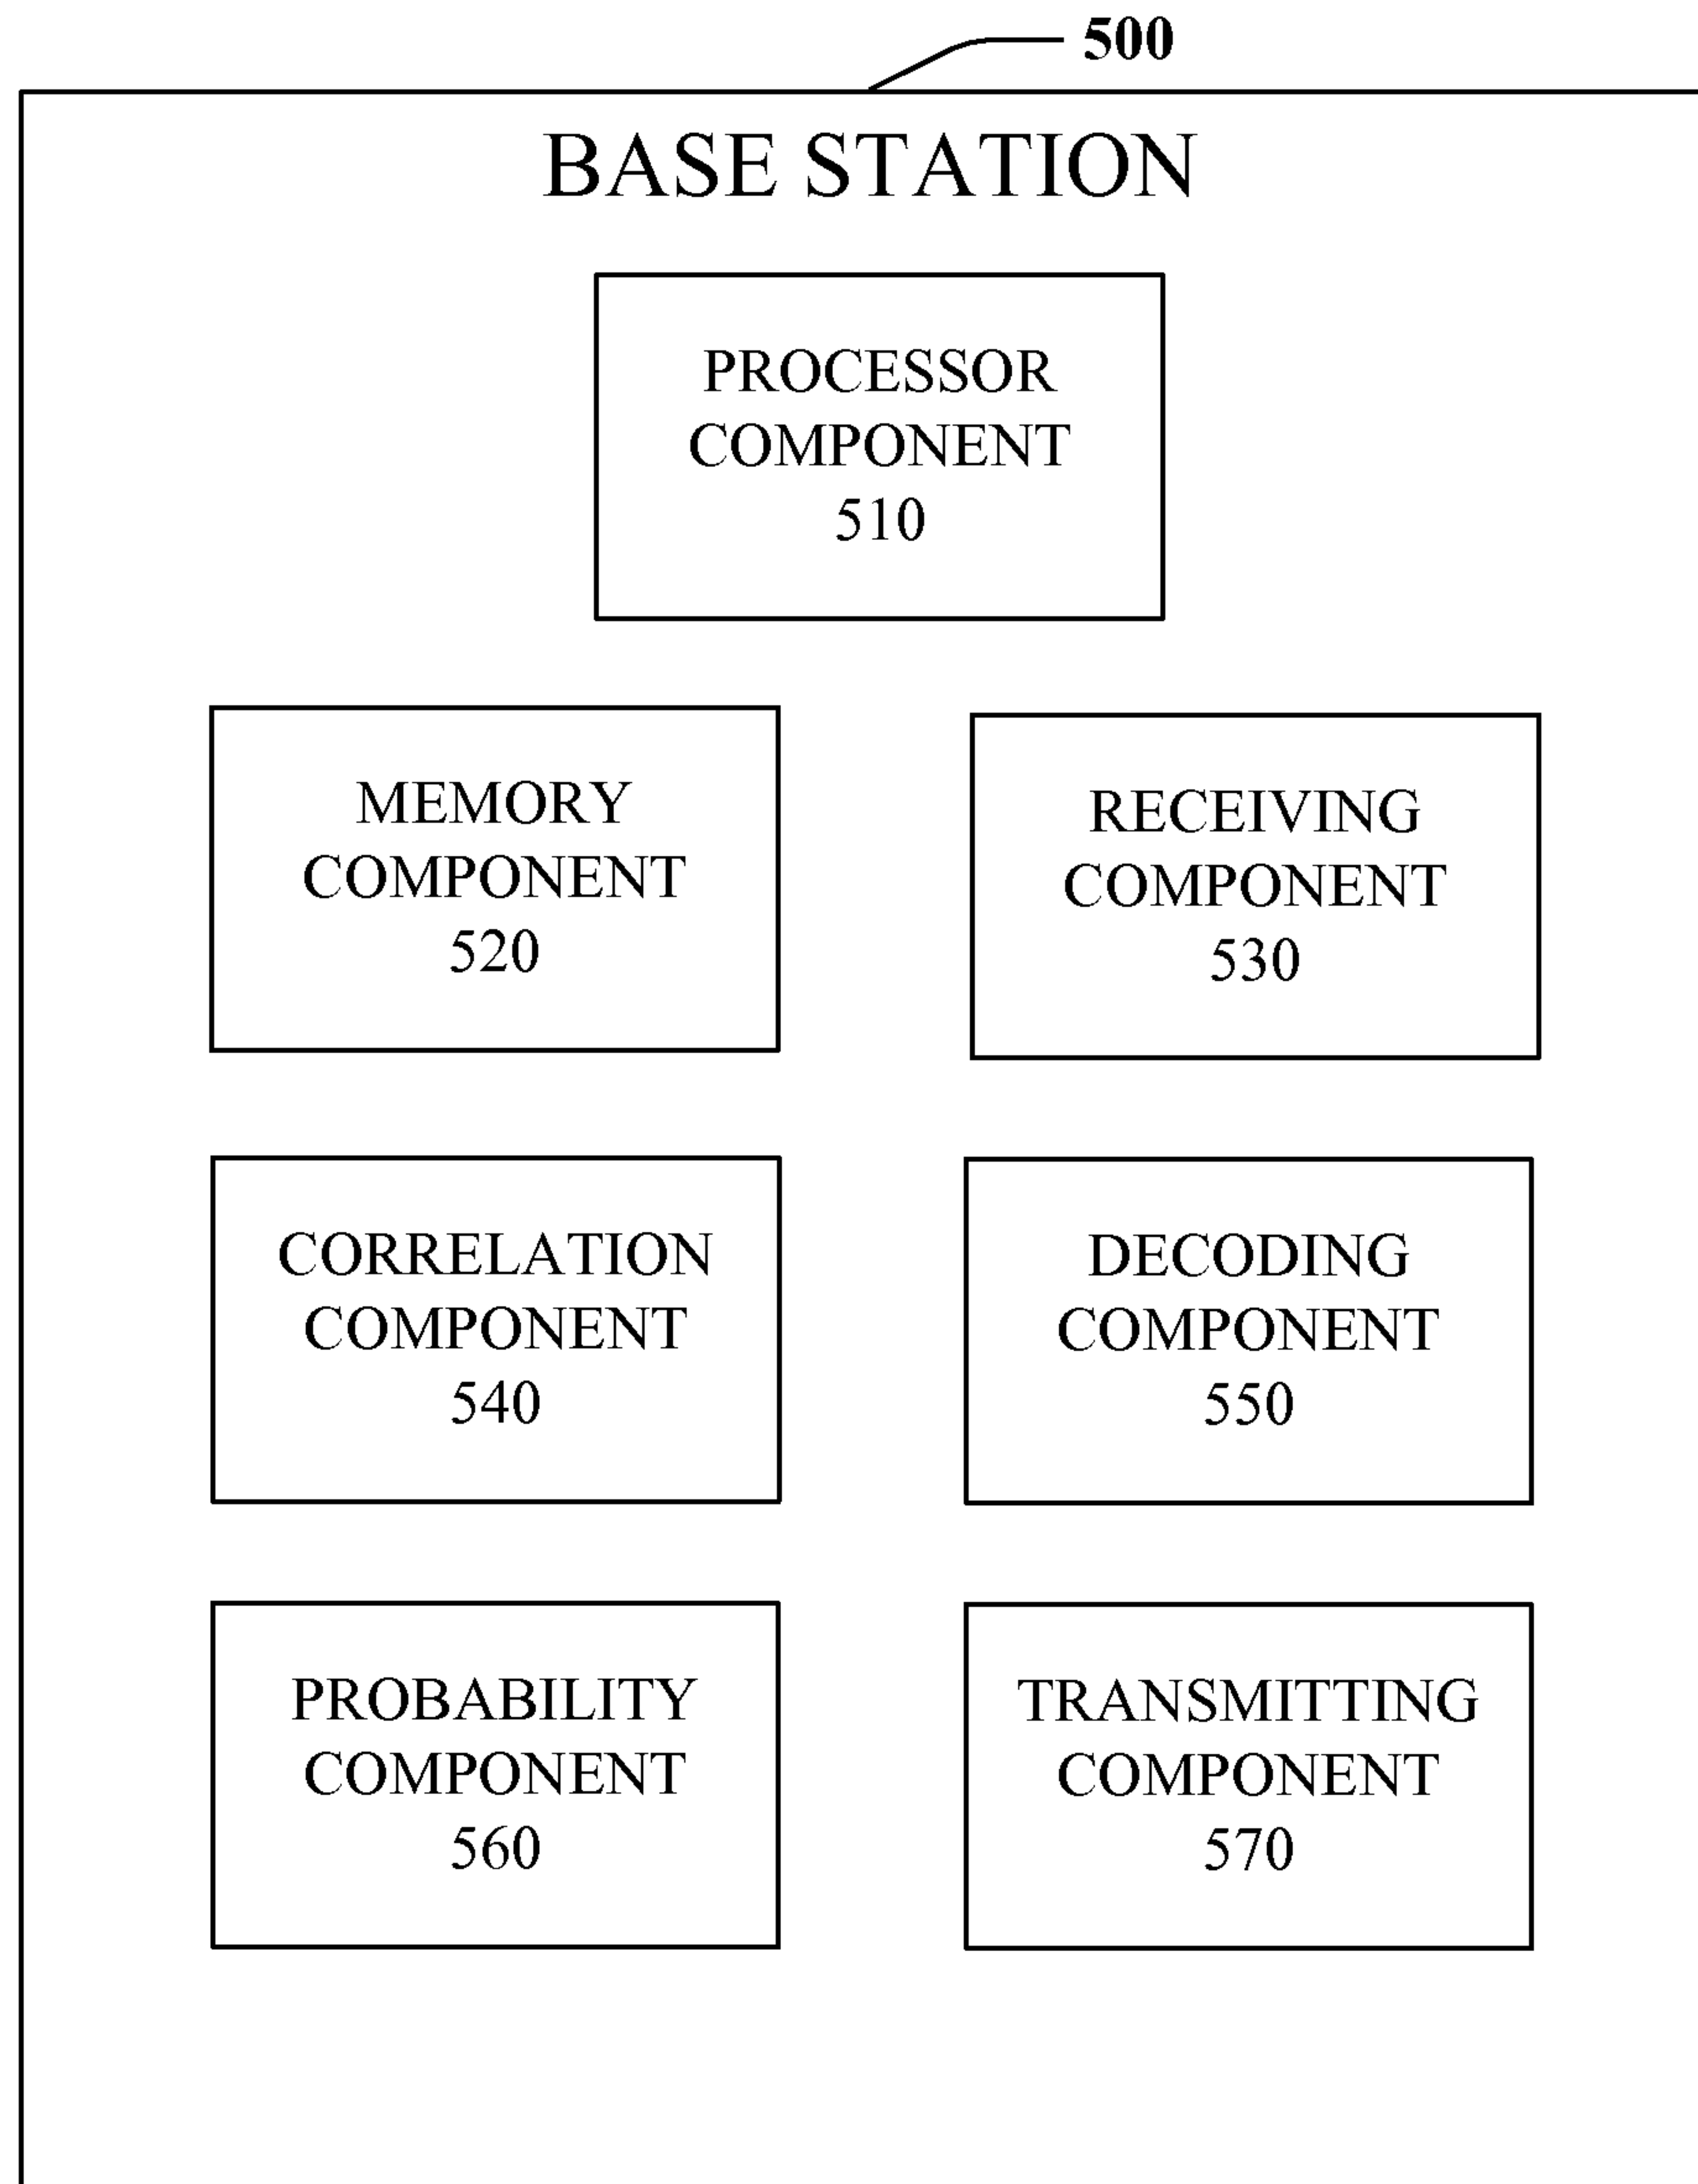 500
BASE STATION
PROCESSOR
COMPONENT
510
MEMORY
COMPONENT
520
RECEIVING
COMPONENT
530
CORRELATION
COMPONENT
540
DECODING
COMPONENT
550
PROBABILITY
COMPONENT
560
TRANSMITTING
COMPONENT
570